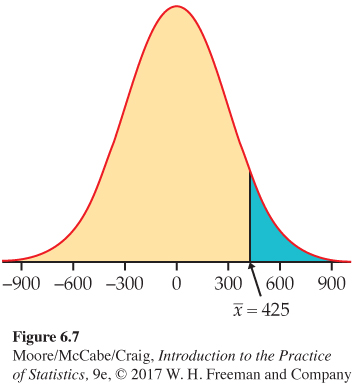 –900 –600 –300 0 300 600 900
x̅ = 425
Figure 6.7
Moore/McCabe/Craig, Introduction to the Practice
of Statistics, 9e, © 2017 W. H. Freeman and Company